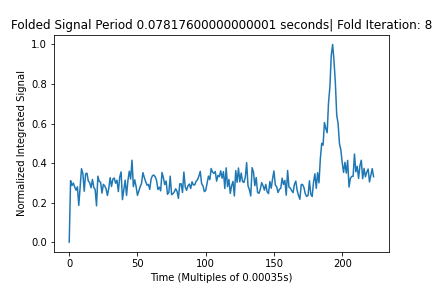 Folded Signal Period 0.07817600000000001 seconds| Fold Iteration: 8
Normalized Integrated Signal
1.0
0.8
0.6
0.4
0.2
0.0
0 50 100 150 200
Time (Multiples of 0.00035s)